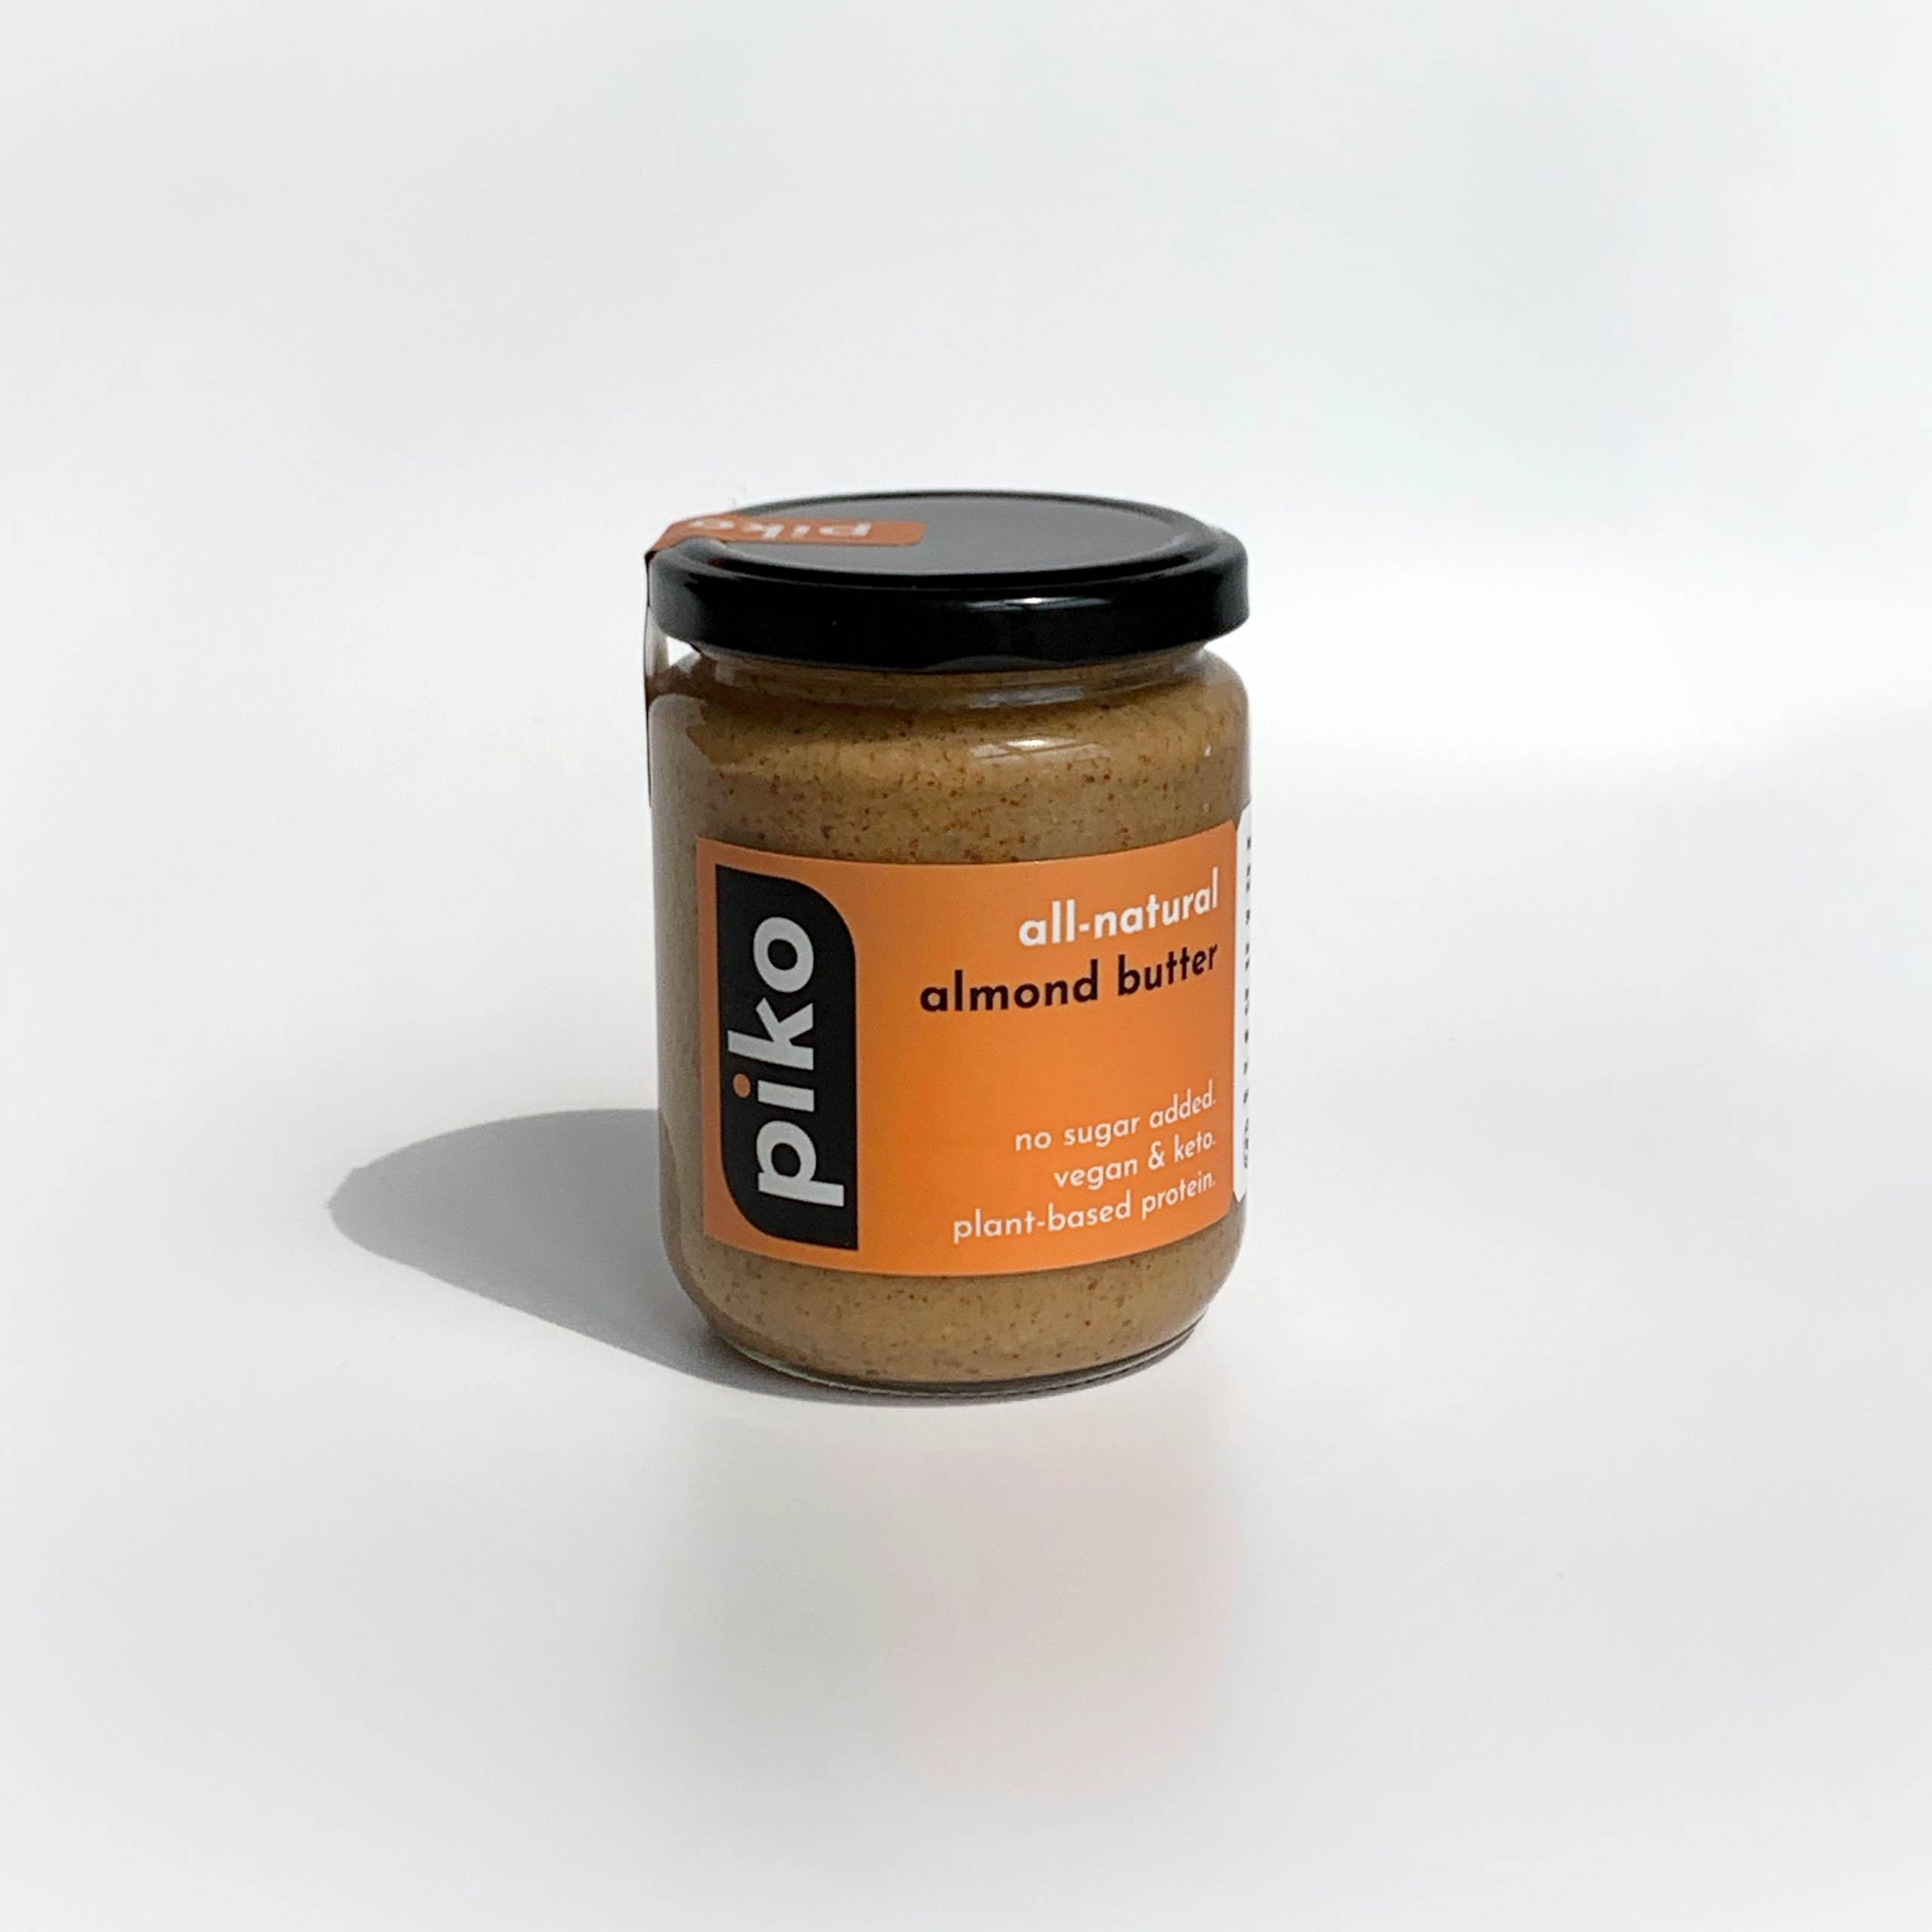 piko
piko
all-natural
almond butter
no sugar added.
vegan & keto.
plant-based protein.